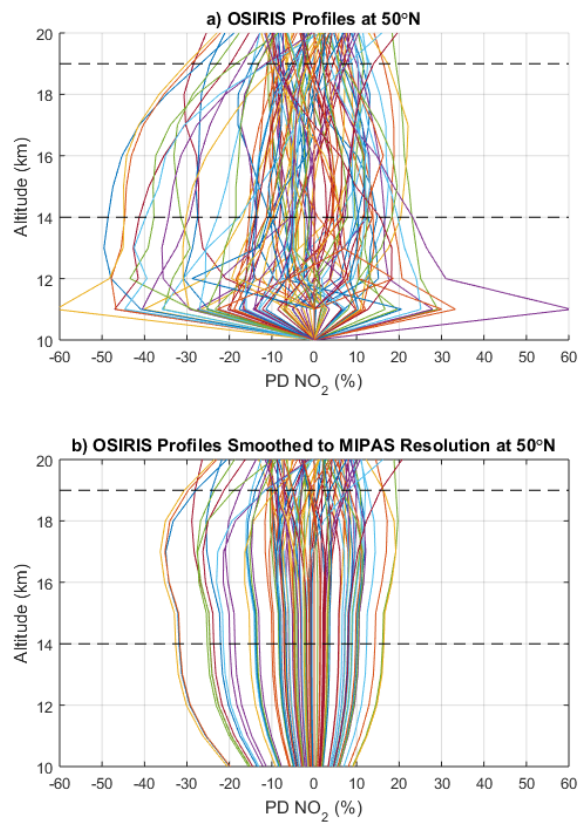 a) OSIRIS Profiles at 50°N
20
18
16
14
12
10
Altitude (km)
-60 -50 -40 -30 -20 -10 0 10 20 30 40 50 60
PD NO₂ (%)
b) OSIRIS Profiles Smoothed to MIPAS Resolution at 50°N
20
18
16
14
12
10
Altitude (km)
-60 -50 -40 -30 -20 -10 0 10 20 30 40 50 60
PD NO₂ (%)